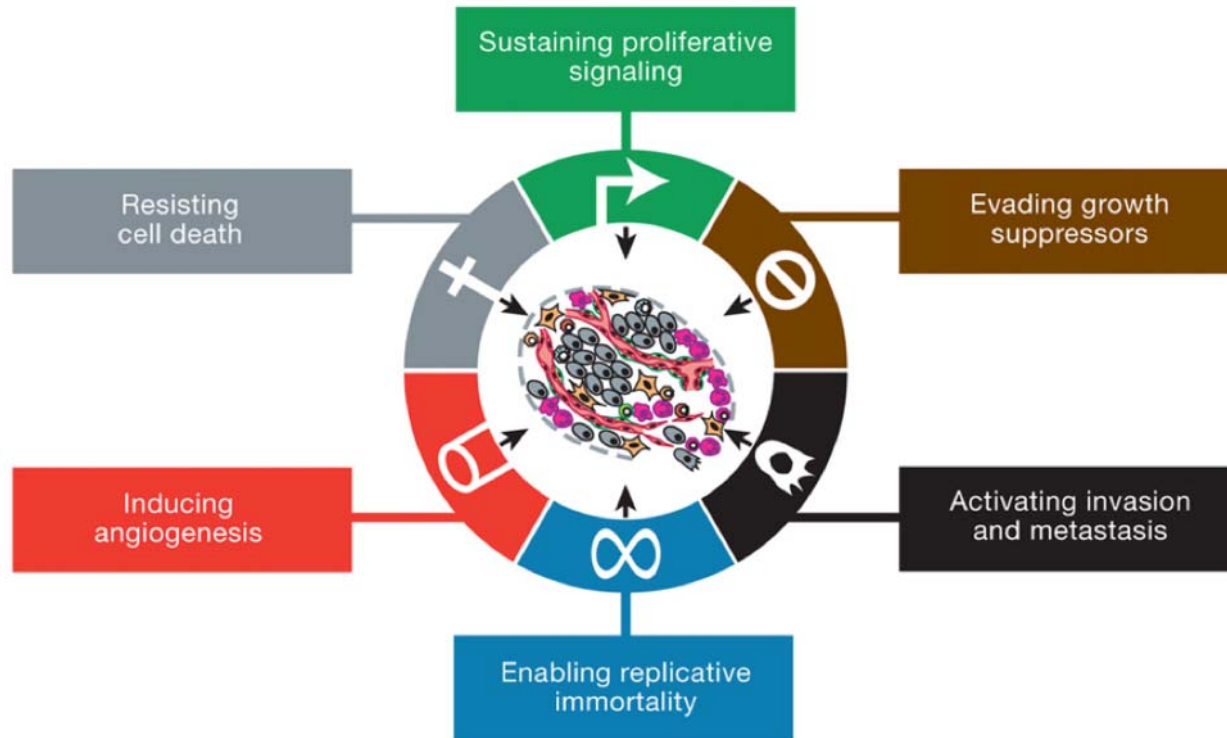 Sustaining proliferative
signaling
Resisting
cell death
Evading growth
suppressors
Inducing
angiogenesis
Activating invasion
and metastasis
Enabling replicative
immortality